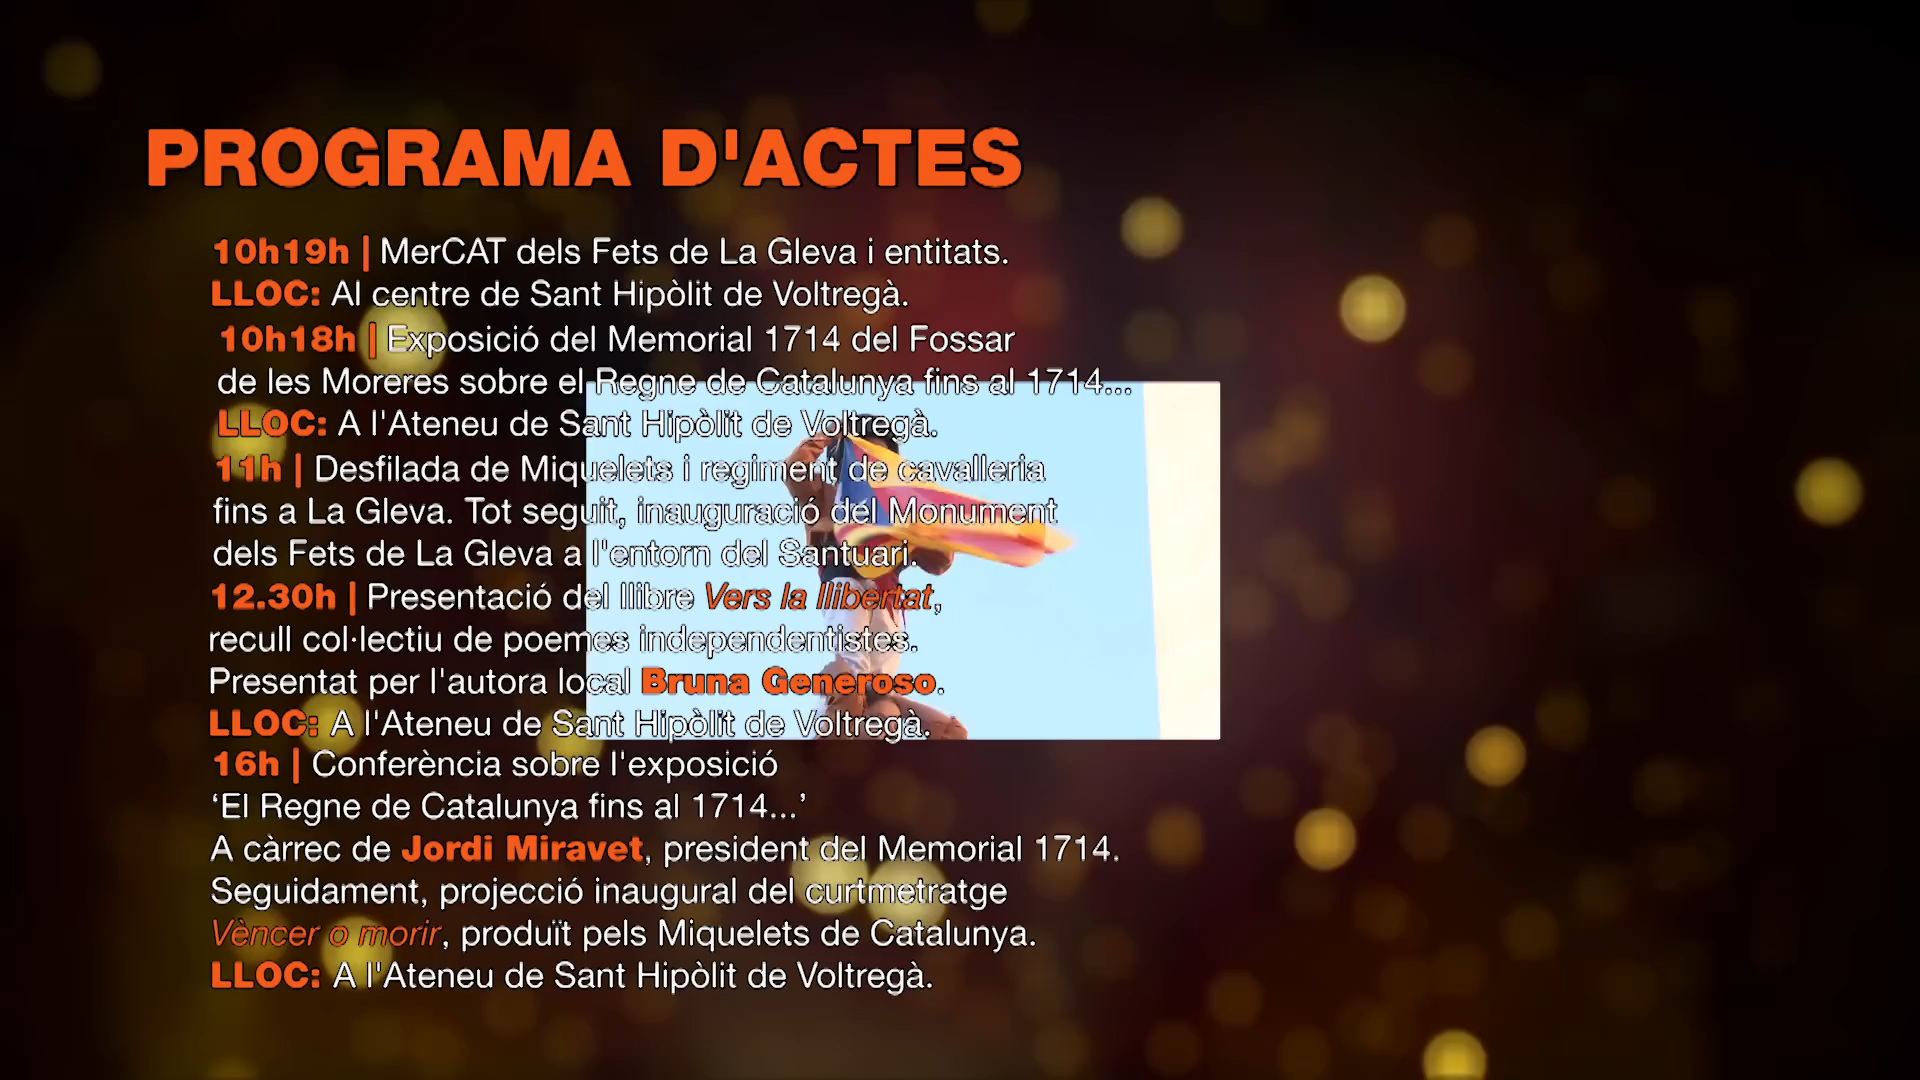 PROGRAMA D'ACTES
10h19h | MerCAT dels Fets de La Gleva i entitats.
LLOC: Al centre de Sant Hipòlit de Voltregà.
10h18h | Exposició del Memorial 1714 del Fossar
de les Moreres sobre el Regne de Catalunya fins al 1714...
LLOC: A l'Ateneu de Sant Hipòlit de Voltregà.
11h | Desfilada de Miquelets i regiment de cavalleria
fins a La Gleva. Tot seguit, inauguració del Monument
dels Fets de La Gleva a l'entorn del Santuari.
12.30h | Presentació del llibre Vers la llibertat,
recull col·lectiu de poemes independentistes.
Presentat per l'autora local Bruna Generoso.
LLOC: A l'Ateneu de Sant Hipòlit de Voltregà.
16h | Conferència sobre l'exposició
‘El Regne de Catalunya fins al 1714...’
A càrrec de Jordi Miravet, president del Memorial 1714.
Seguidament, projecció inaugural del curtmetratge
Vèncer o morir, produït pels Miquelets de Catalunya.
LLOC: A l'Ateneu de Sant Hipòlit de Voltregà.